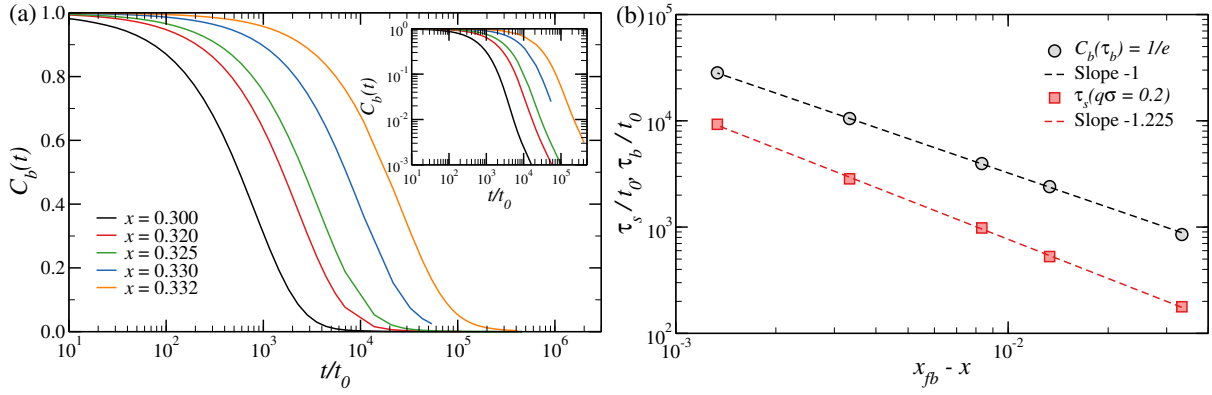 (a)
1.0
0.8
0.6
0.4
0.2
0.0
C_b(t)
x = 0.300
x = 0.320
x = 0.325
x = 0.330
x = 0.332
10^1
10^2
10^3
10^4
10^5
10^6
t/t_0
10^0
10^-1
10^-2
10^-3
C_b(t)
10^1
10^2
10^3
10^4
10^5
t/t_0
(b)
10^5
10^4
10^3
10^2
τ_s/t_0, τ_b/t_0
C_b(τ_b) = 1/e
Slope -1
τ_s(qσ = 0.2)
Slope -1.225
10^-3
10^-2
x_fb - x